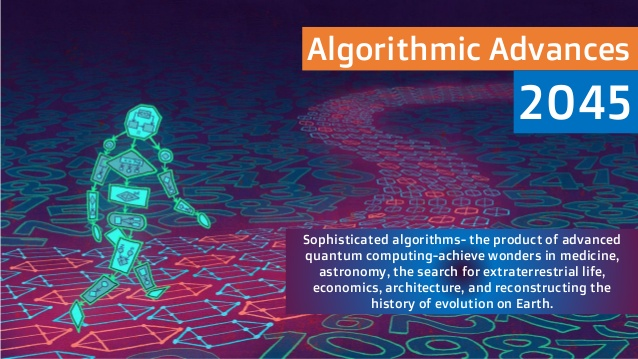 Algorithmic Advances
2045
Sophisticated algorithms- the product of advanced
quantum computing-achieve wonders in medicine,
astronomy, the search for extraterrestrial life,
economics, architecture, and reconstructing the
history of evolution on Earth.